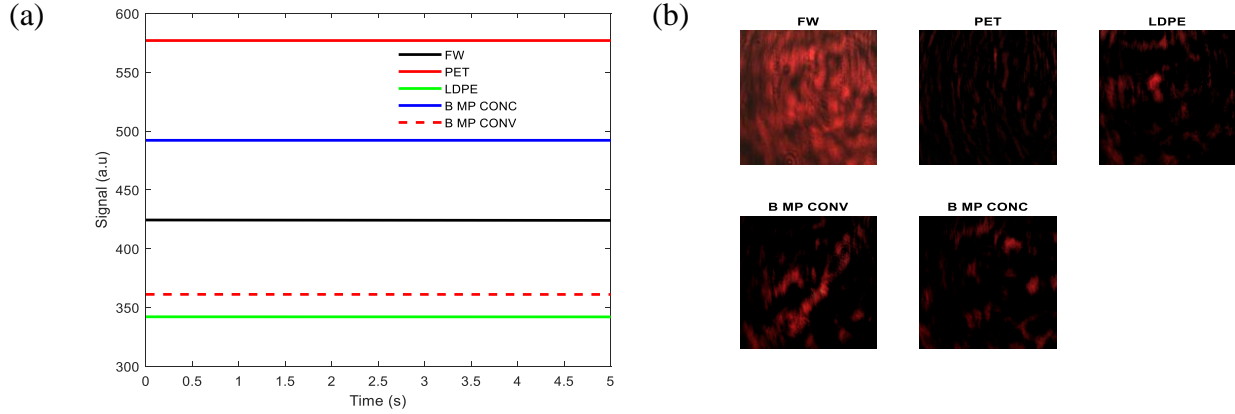 (a)
600
550
500
450
400
350
300
Signal (a.u)
0 0.5 1 1.5 2 2.5 3 3.5 4 4.5 5
Time (s)
FW
PET
LDPE
B MP CONC
B MP CONV
(b)
FW PET LDPE
B MP CONV B MP CONC